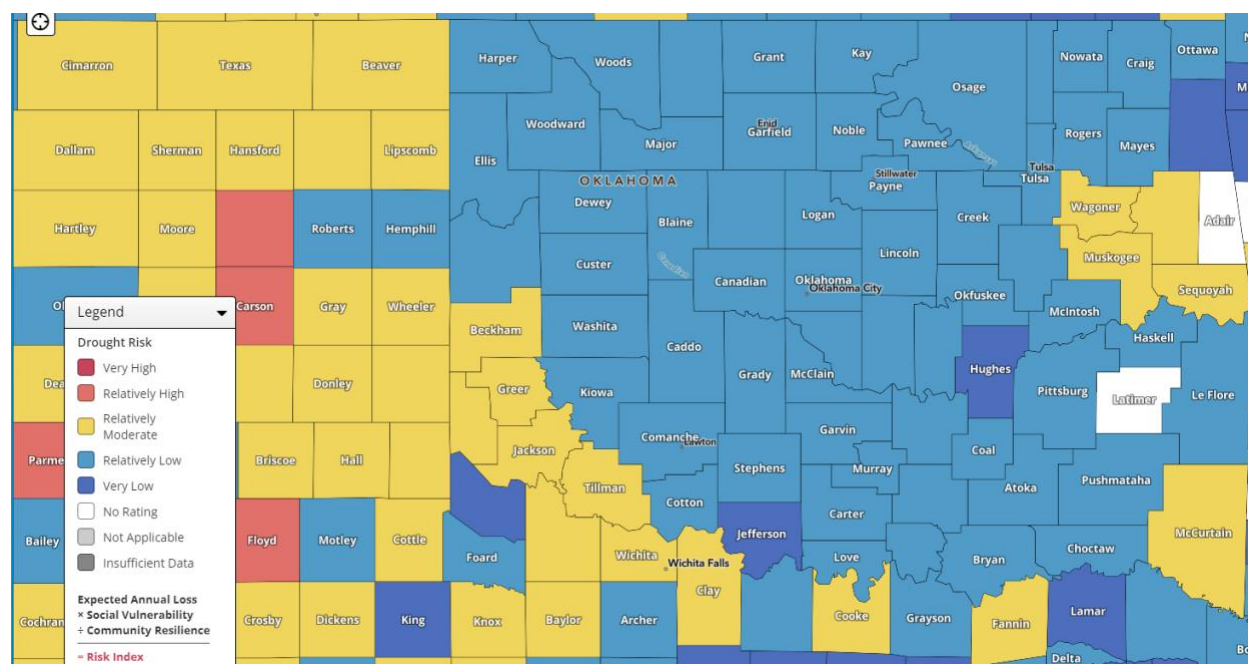 Cimarron
Texas
Beaver
Harper
Woods
Grant
Kay
Osage
Nowata
Craig
Ottawa
Dallam
Sherman
Hansford
Lipscomb
Ellis
Woodward
Major
Enid
Garfield
Noble
Pawnee
Arkansas
Rogers
Mayes
OKLAHOMA
Stillwater
Payne
Tulsa
Tulsa
Hartley
Moore
Roberts
Hemphill
Dewey
Blaine
Logan
Creek
Wagoner
Adair
Custer
Canadian
Canadian
Oklahoma
Oklahoma City
Lincoln
Okfuskee
Muskogee
Sequoyah
McIntosh
Carson
Gray
Wheeler
Beckham
Washita
Caddo
Haskell
Donley
Greer
Kiowa
Grady
McClain
Hughes
Pittsburg
Latimer
Le Flore
Parme
Briscoe
Hall
Jackson
Comanche
Lawton
Garvin
Coal
Stephens
Murray
Tillman
Cotton
Atoka
Pushmataha
Bailey
Floyd
Motley
Cottle
Foard
Wichita
Wichita Falls
Jefferson
Carter
Love
Bryan
Choctaw
McCurtain
Cochran
Crosby
Dickens
King
Knox
Baylor
Archer
Clay
Cooke
Grayson
Fannin
Lamar
Delta
Legend
Drought Risk
Very High
Relatively High
Relatively
Moderate
Relatively Low
Very Low
No Rating
Not Applicable
Insufficient Data
Expected Annual Loss
× Social Vulnerability
÷ Community Resilience
= Risk Index